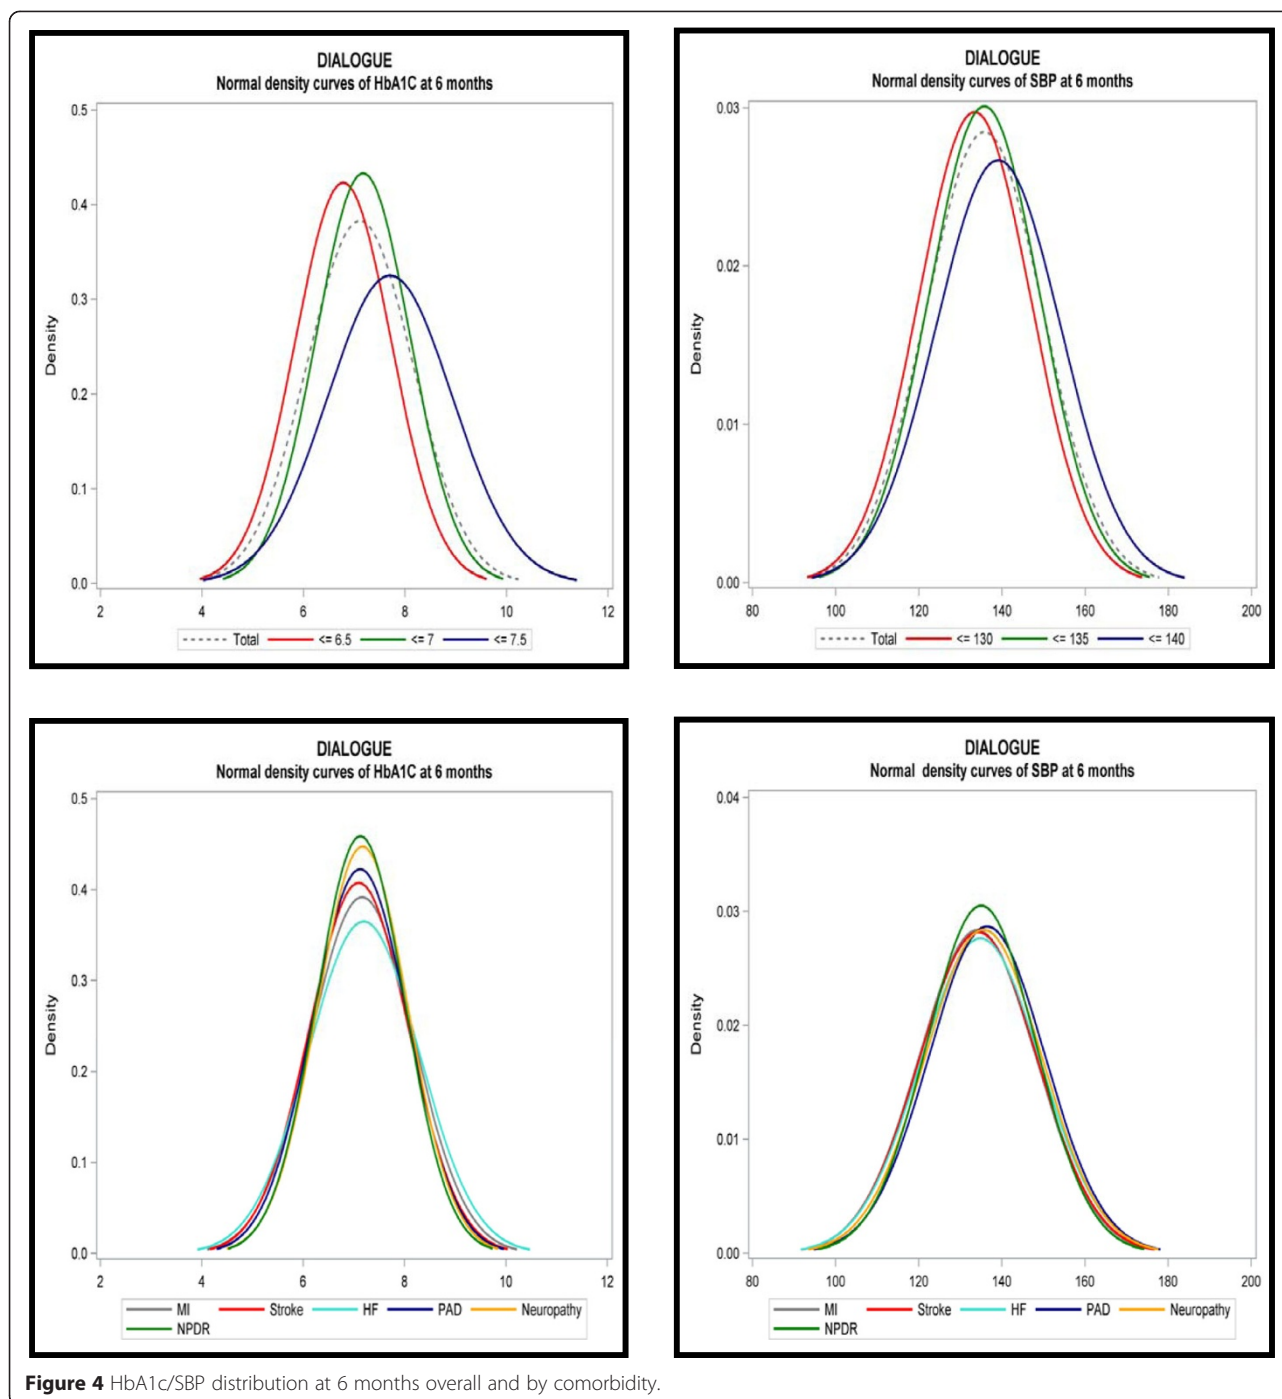 DIALOGUE
Normal density curves of HbA1C at 6 months
0.5
0.4
0.3
0.2
0.1
0.0
Density
2 4 6 8 10 12
Total <= 6.5 <= 7 <= 7.5
DIALOGUE
Normal density curves of SBP at 6 months
0.03
0.02
0.01
0.00
Density
80 100 120 140 160 180 200
Total <= 130 <= 135 <= 140
DIALOGUE
Normal density curves of HbA1C at 6 months
0.5
0.4
0.3
0.2
0.1
0.0
Density
2 4 6 8 10 12
MI Stroke HF PAD Neuropathy
NPDR
DIALOGUE
Normal density curves of SBP at 6 months
0.04
0.03
0.02
0.01
0.00
Density
80 100 120 140 160 180 200
MI Stroke HF PAD Neuropathy
NPDR
Figure 4 HbA1c/SBP distribution at 6 months overall and by comorbidity.